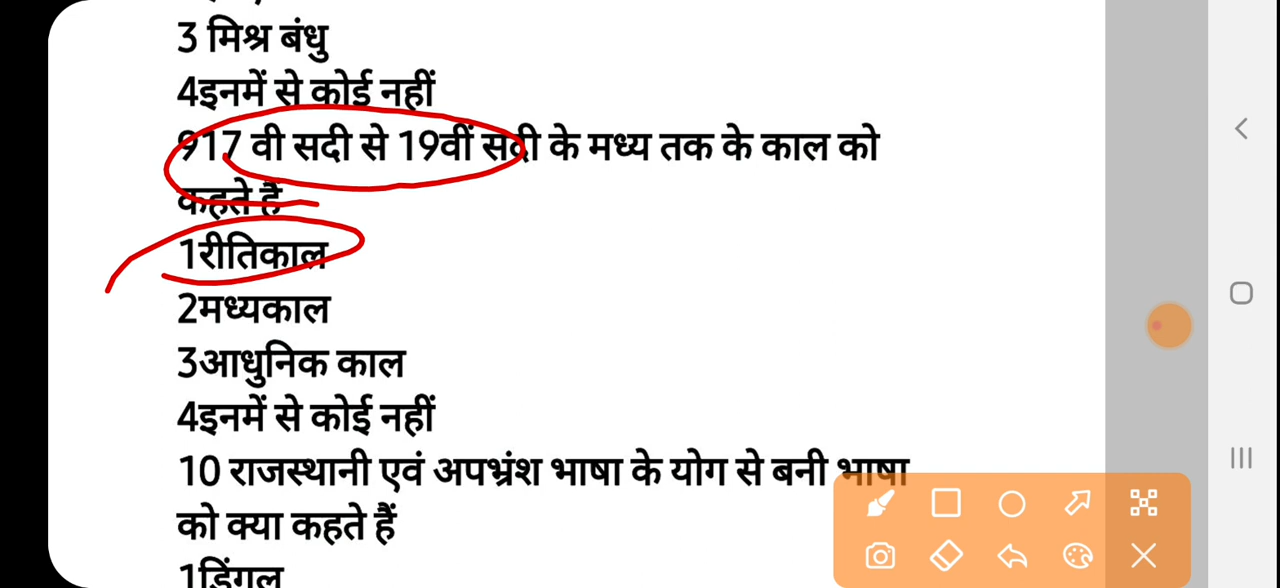 3 मिश्र बंधु
4इनमें से कोई नहीं
917 वी सदी से 19वीं सदी के मध्य तक के काल को
कहते है
1रीतिकाल
2मध्यकाल
3आधुनिक काल
4इनमें से कोई नहीं
10 राजस्थानी एवं अपभ्रंश भाषा के योग से बनी भाषा
को क्या कहते हैं
1डिंगल